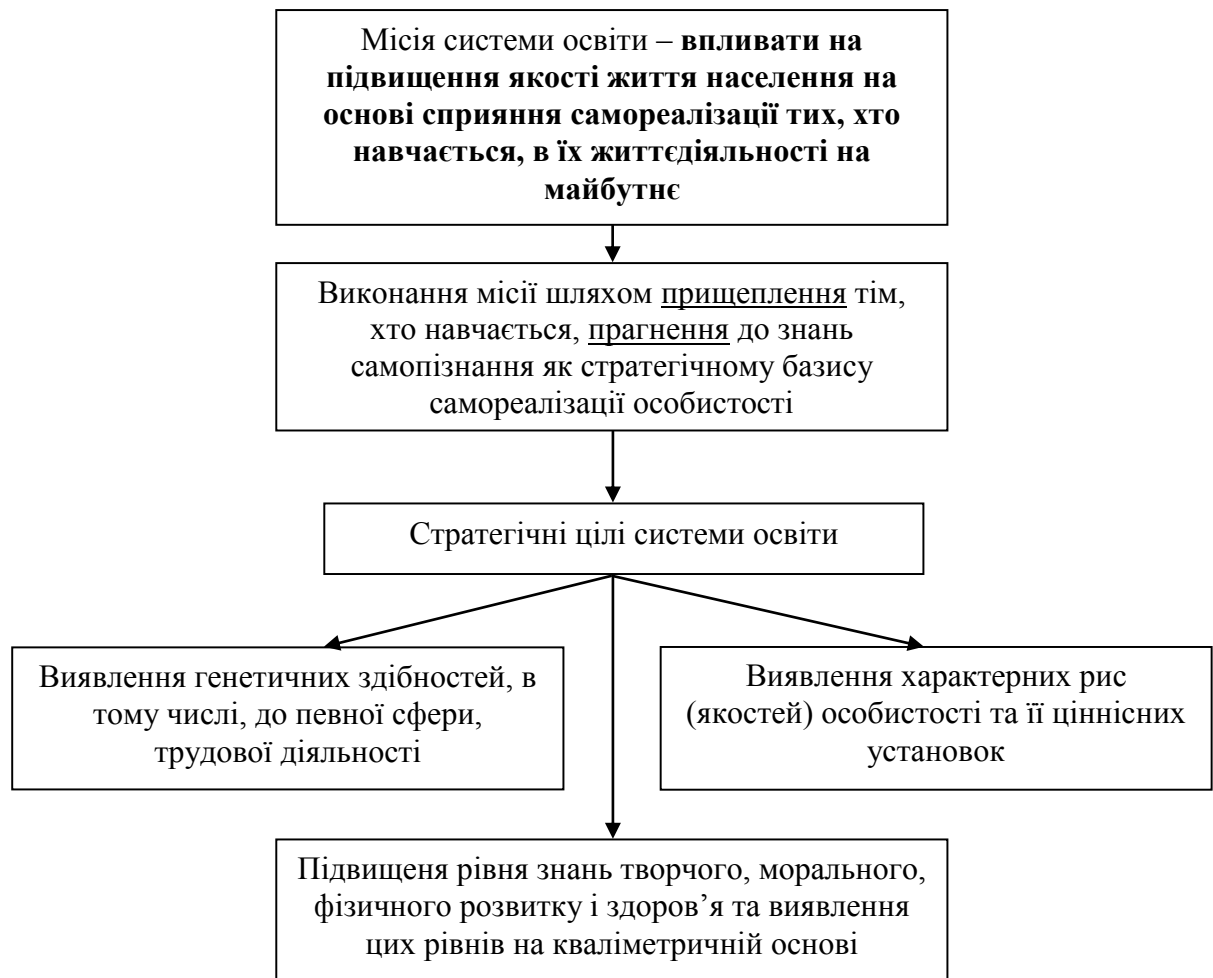 Місія системи освіти – впливати на
підвищення якості життя населення на
основі сприяння самореалізації тих, хто
навчається, в їх життєдіяльності на
майбутнє
Виконання місії шляхом прищеплення тім,
хто навчається, прагнення до знань
самопізнання як стратегічному базису
самореалізації особистості
Стратегічні цілі системи освіти
Виявлення генетичних здібностей, в
тому числі, до певної сфери,
трудової діяльності
Виявлення характерних рис
(якостей) особистості та її ціннісних
установок
Підвищеня рівня знань творчого, морального,
фізичного розвитку і здоров’я та виявлення
цих рівнів на кваліметричній основі